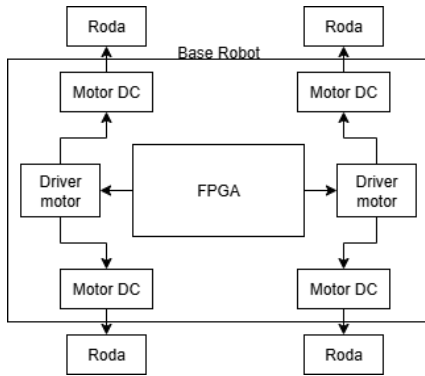 Roda
Roda
Base Robot
Motor DC
Motor DC
Driver
motor
FPGA
Driver
motor
Motor DC
Motor DC
Roda
Roda